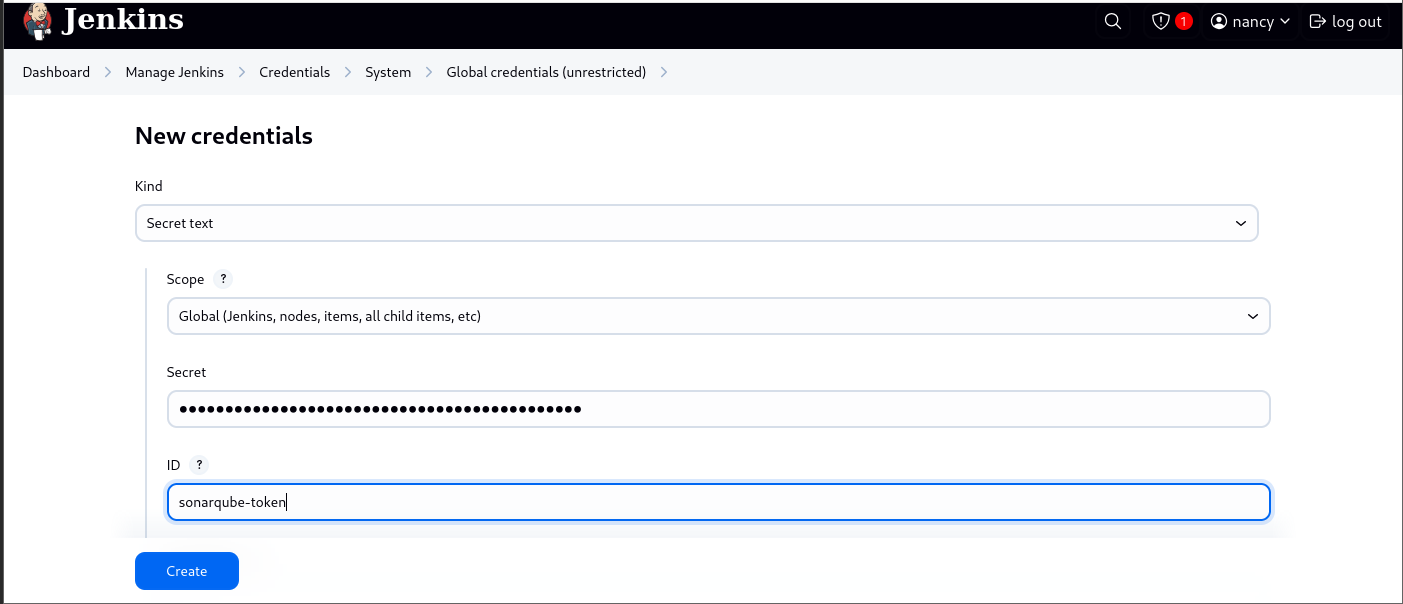 Jenkins
1
nancy
log out
Dashboard > Manage Jenkins > Credentials > System > Global credentials (unrestricted) >
New credentials
Kind
Secret text
Scope ?
Global (Jenkins, nodes, items, all child items, etc)
Secret
••••••••••••••••••••••••••••••••••••••••••••
ID ?
sonarqube-token
Create